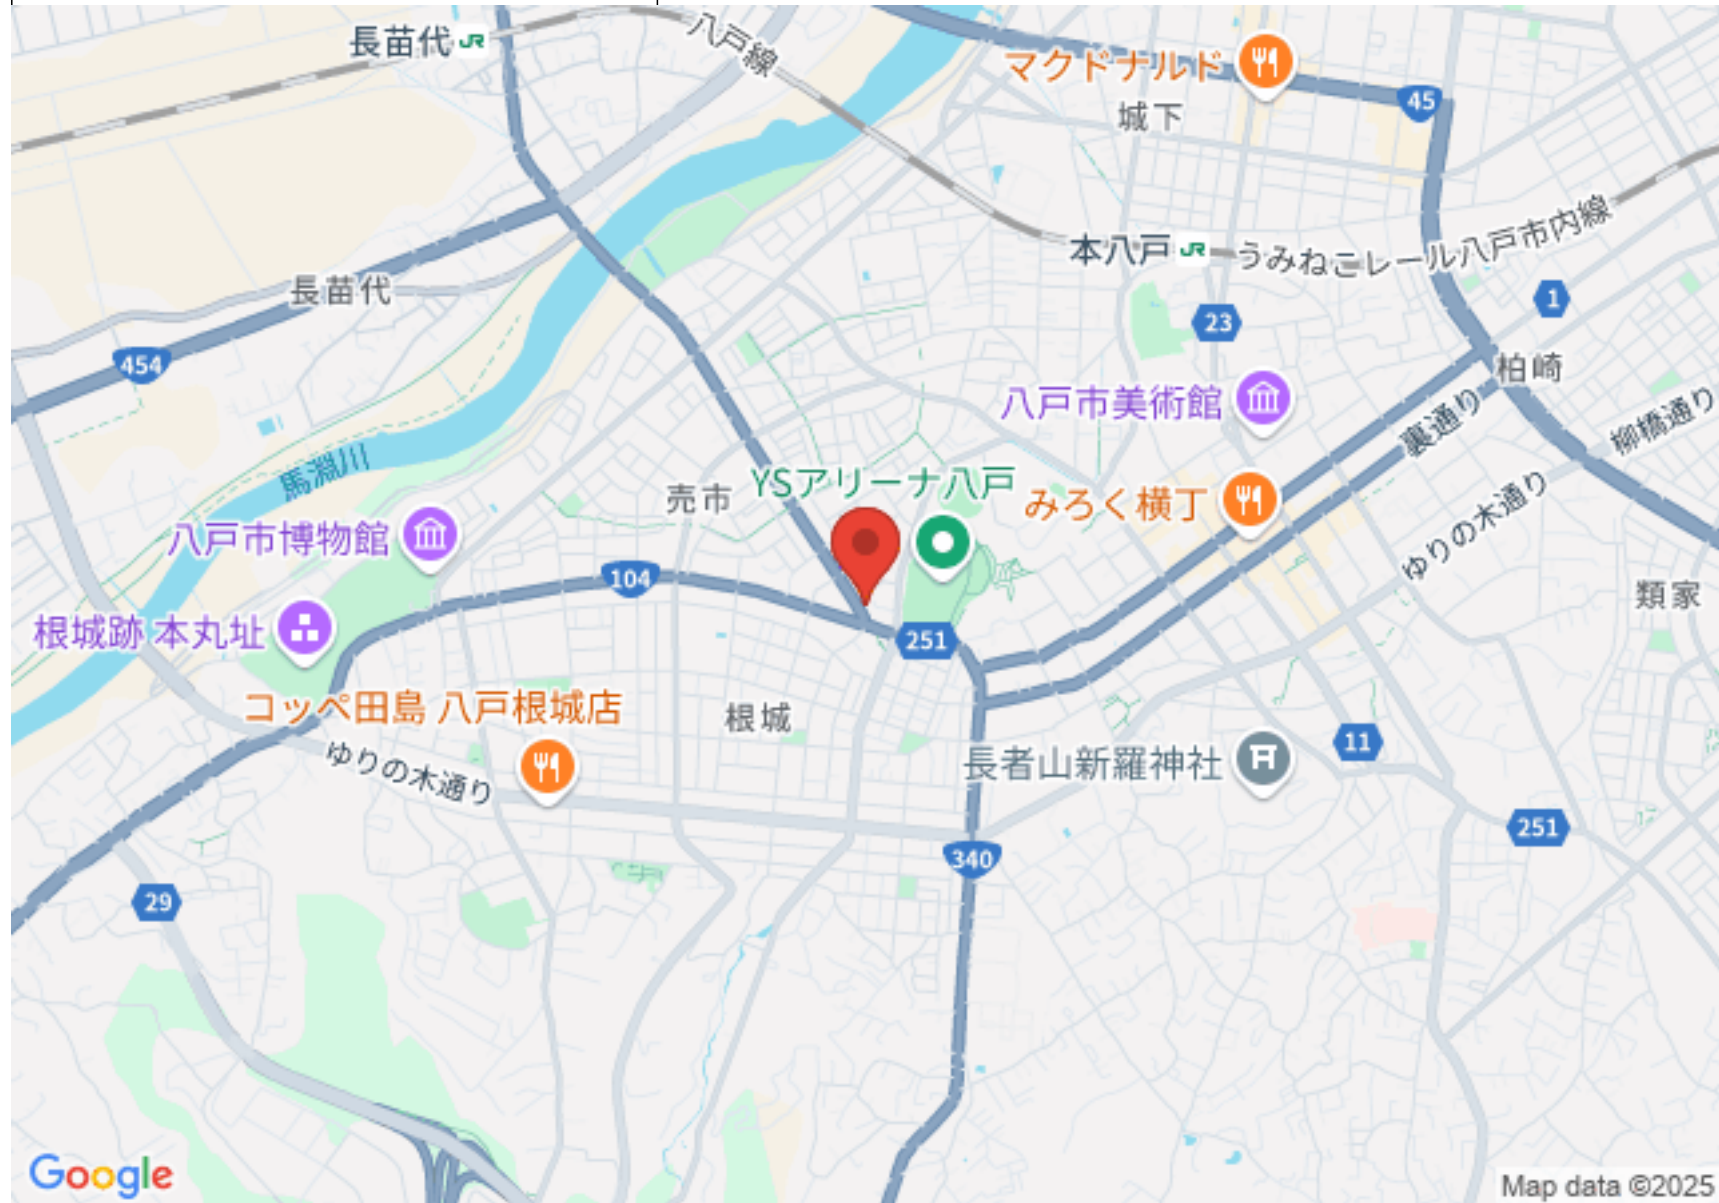 長苗代 JR
八戸線
マクドナルド
45
城下
本八戸 JR
うみねこレール八戸市内線
長苗代
454
23
1
柏崎
八戸市美術館
裏通り
柳橋通り
馬淵川
売市
YSアリーナ八戸
みろく横丁
ゆりの木通り
八戸市博物館
104
類家
根城跡 本丸址
251
コッペ田島 八戸根城店
根城
11
長者山新羅神社
ゆりの木通り
251
340
29
Google
Map data ©2025